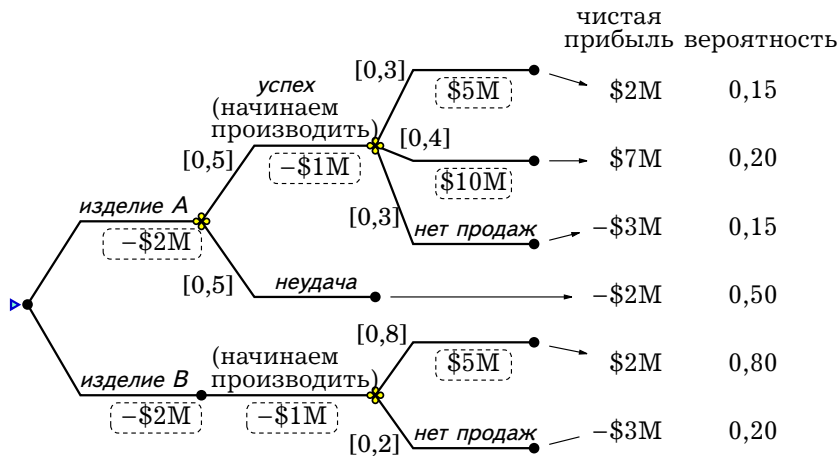 чистая
прибыль вероятность
[0,3]
$5M
$2M 0,15
успех
(начинаем
производить)
[0,5]
–$1M
[0,4]
$10M
$7M 0,20
изделие A
–$2M
[0,3]
нет продаж
–$3M 0,15
[0,5]
неудача
–$2M 0,50
[0,8]
$5M
$2M 0,80
изделие B
–$2M
(начинаем
производить)
–$1M
[0,2]
нет продаж
–$3M 0,20